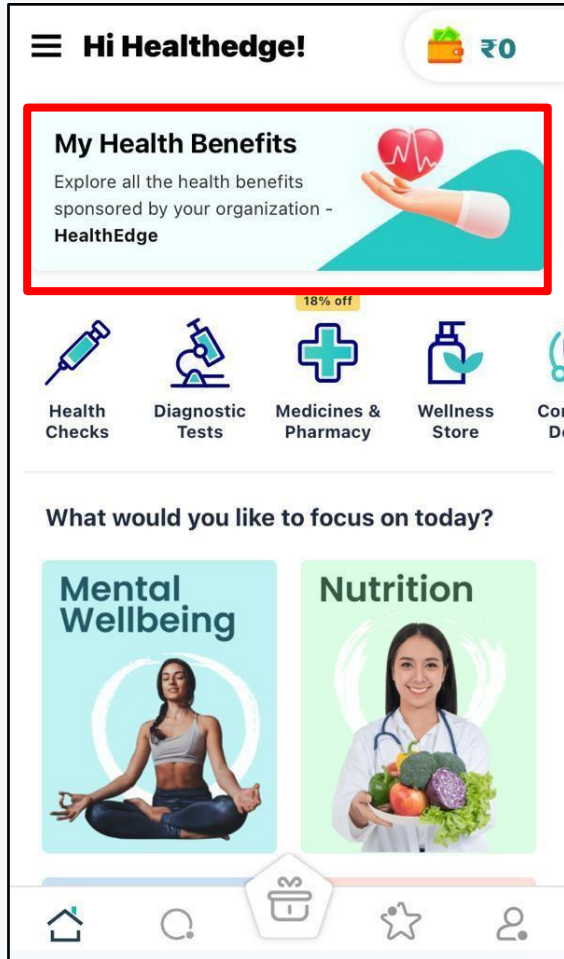 Hi Healthedge!
₹0
My Health Benefits
Explore all the health benefits
sponsored by your organization -
HealthEdge
18% off
Health
Checks
Diagnostic
Tests
Medicines &
Pharmacy
Wellness
Store
What would you like to focus on today?
Mental
Wellbeing
Nutrition